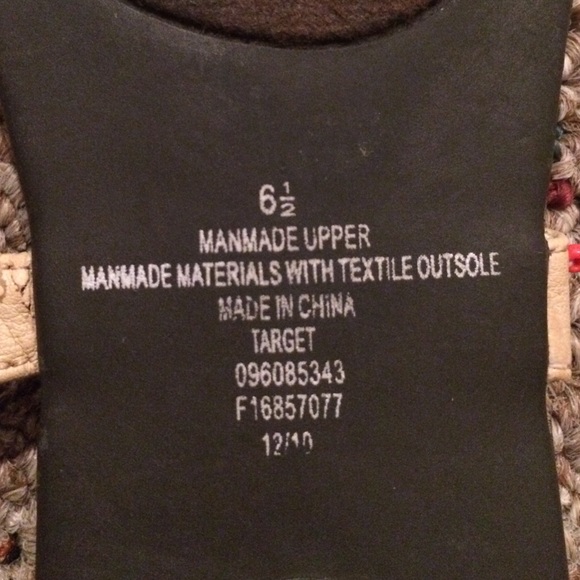 6½
MANMADE UPPER
MANMADE MATERIALS WITH TEXTILE OUTSOLE
MADE IN CHINA
TARGET
096085343
F16857077
12/10